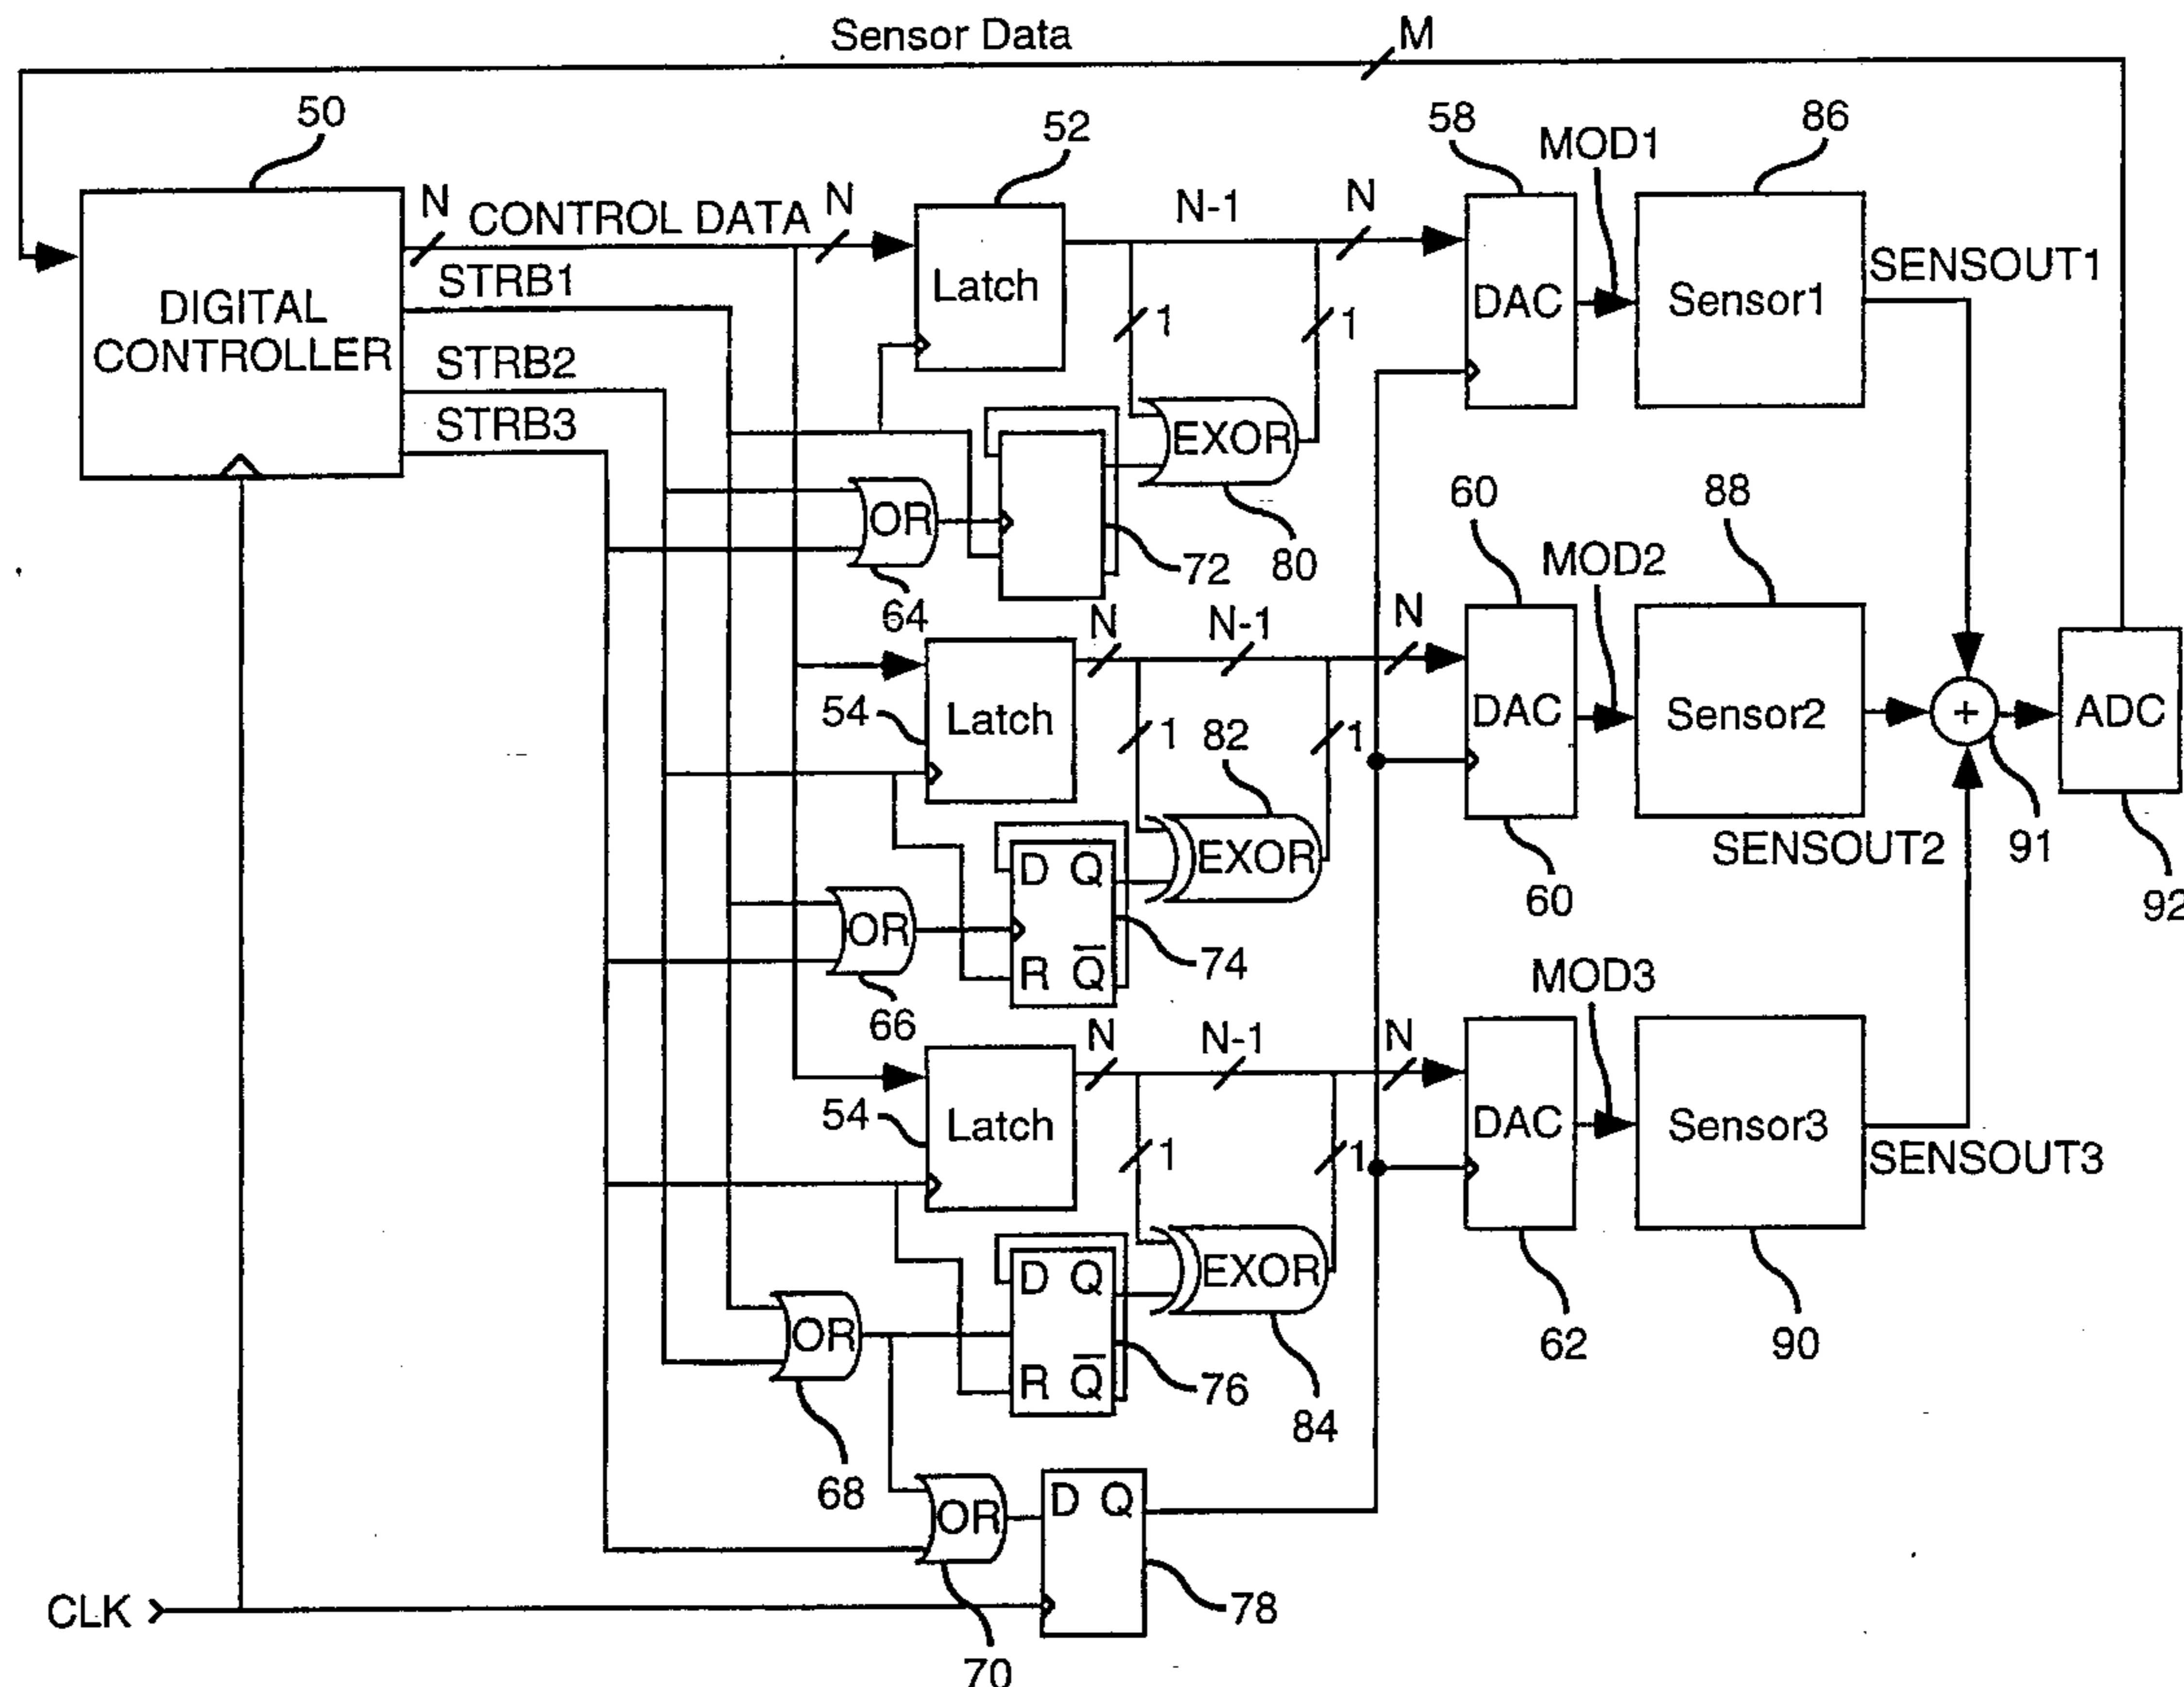 Sensor Data M
50
52
58
MOD1
86
N CONTROL DATA N
N-1
N
STRB1
STRB2
STRB3
DIGITAL
CONTROLLER
Latch
1
1
DAC
Sensor1
SENSOUT1
EXOR
OR
64
72
80
60
MOD2
88
N
N-1
N
54
Latch
1
82
1
DAC
Sensor2
+
ADC
EXOR
D Q
R Q̅
OR
66
74
60
SENSOUT2
91
92
MOD3
N
N-1
N
54
Latch
1
1
DAC
Sensor3
SENSOUT3
EXOR
D Q
R Q̅
OR
68
76
84
62
90
OR
D Q
78
CLK
70